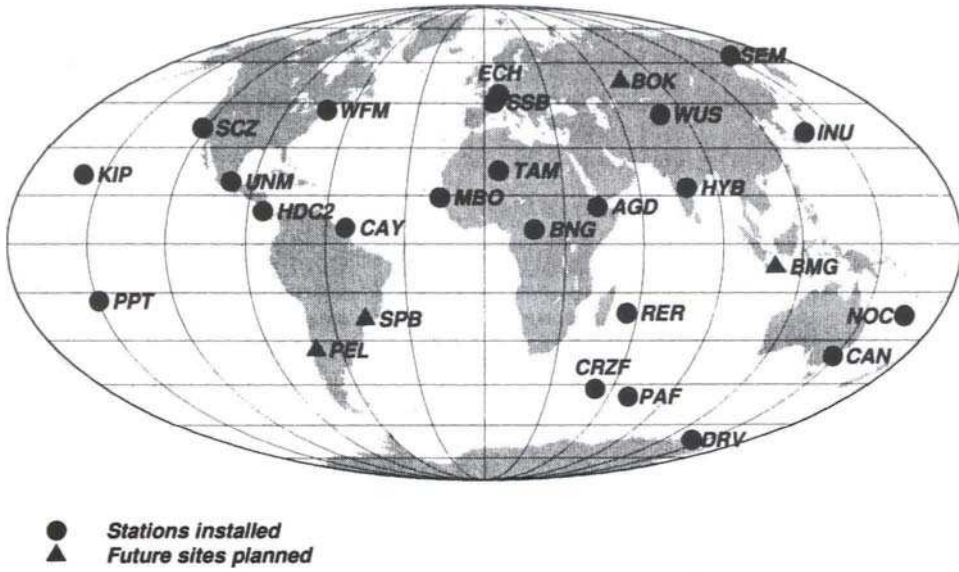 SEM
ECH
BOK
SSB
WFM
WUS
SCZ
INU
KIP
TAM
UNM
HYB
MBO
AGD
HDC2
CAY
BNG
BMG
PPT
RER
SPB
NOC
PEL
CAN
CRZF
PAF
DRV
Stations installed
Future sites planned